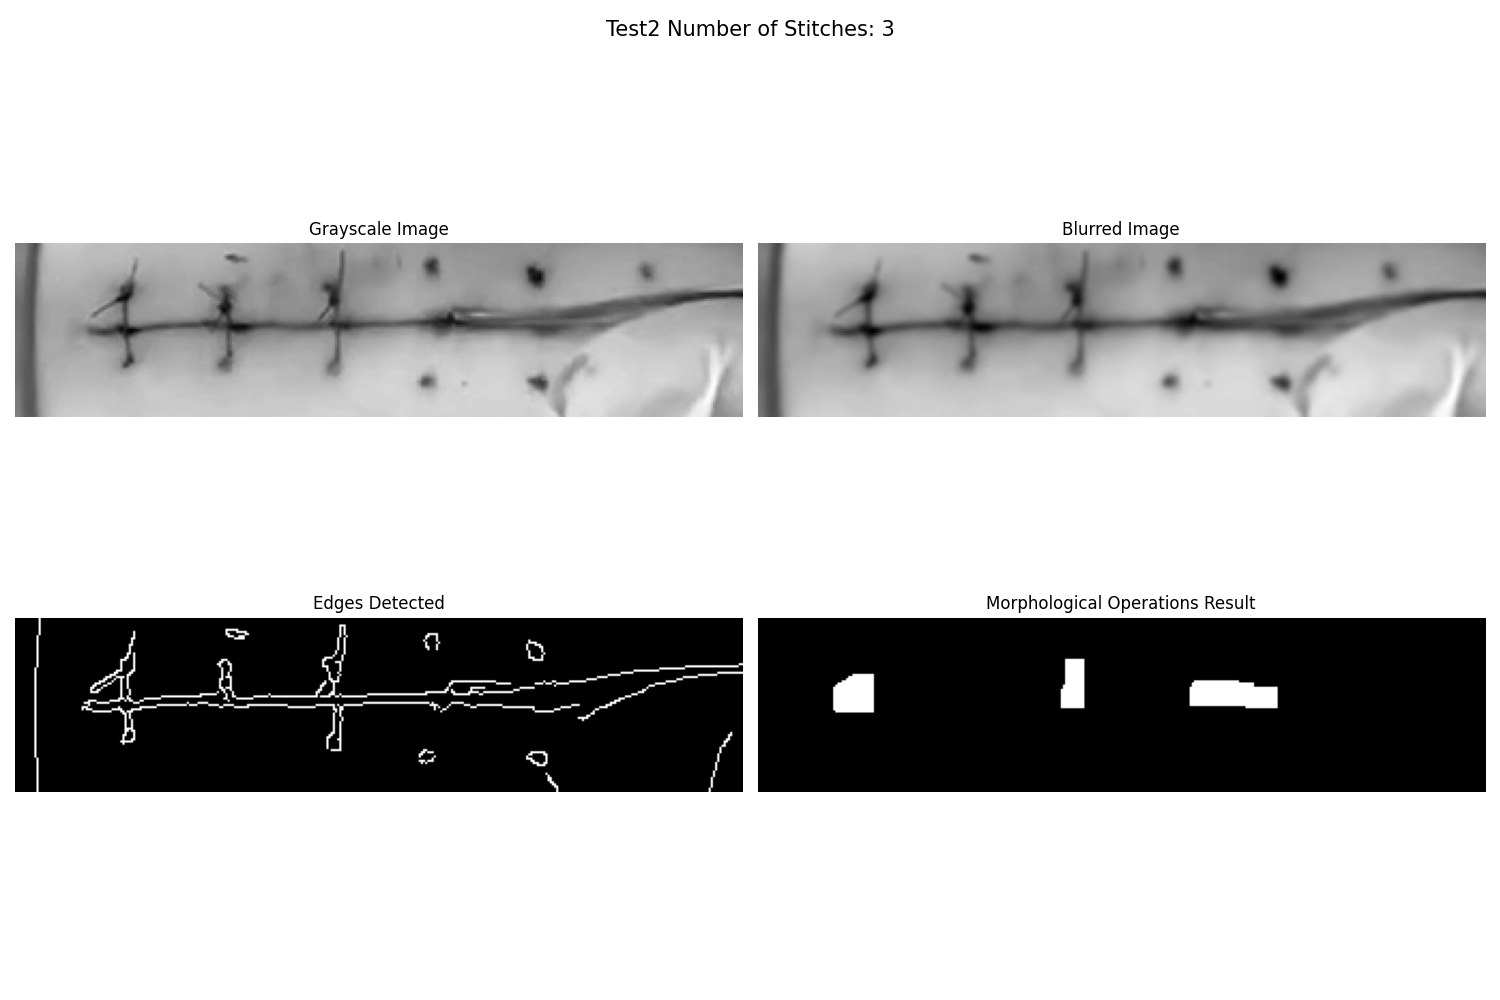 Test2 Number of Stitches: 3
Grayscale Image
Blurred Image
Edges Detected
Morphological Operations Result